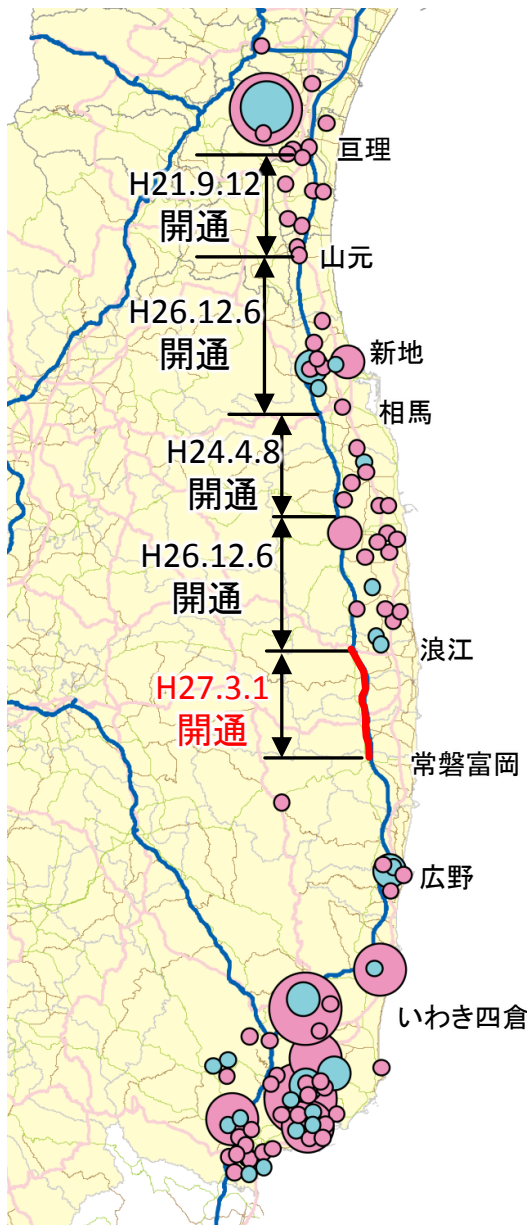 亘理
H21.9.12
開通
山元
H26.12.6
開通
新地
相馬
H24.4.8
開通
H26.12.6
開通
浪江
H27.3.1
開通
常磐富岡
広野
いわき四倉